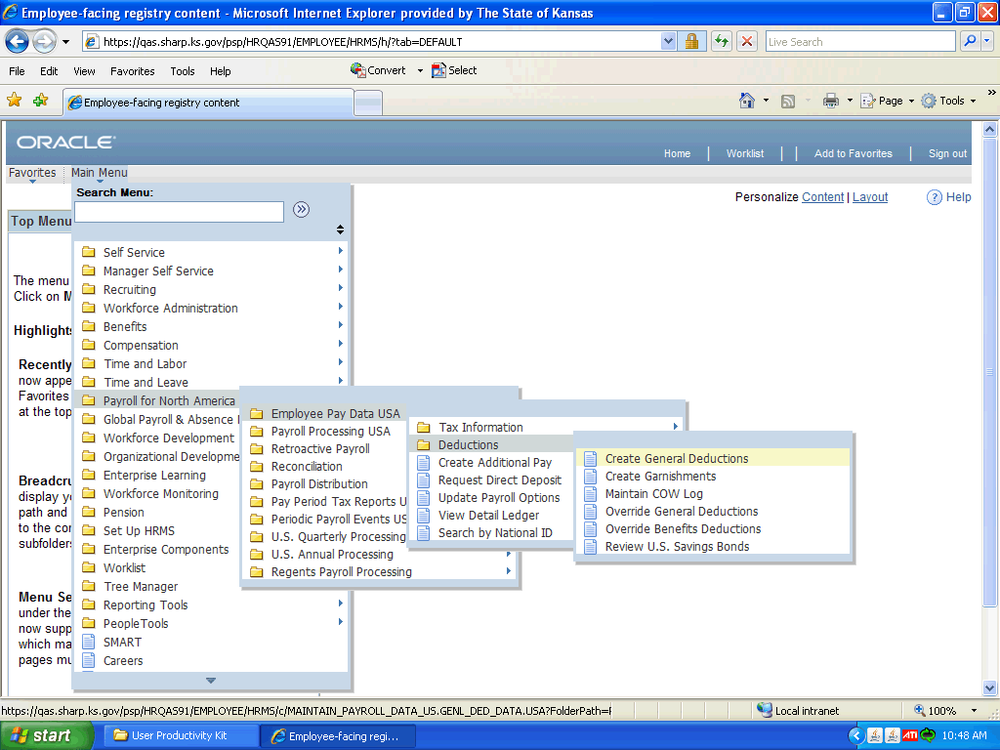 Employee-facing registry content - Microsoft Internet Explorer provided by The State of Kansas
https://qas.sharp.ks.gov/psp/HRQAS91/EMPLOYEE/HRMS/h/?tab=DEFAULT
Live Search
File Edit View Favorites Tools Help
Convert Select
Employee-facing registry content
Page Tools
ORACLE
Home Worklist Add to Favorites Sign out
Favorites Main Menu
Personalize Content | Layout
Help
Search Menu:
Top Menu
The menu
Click on M
Highlights
Recently
now appe
Favorites
at the top
Breadcru
display yo
path and
to the con
subfolders
Menu Se
under the
now supp
which ma
pages mu
Self Service
Manager Self Service
Recruiting
Workforce Administration
Benefits
Compensation
Time and Labor
Time and Leave
Payroll for North America
Global Payroll & Absence
Workforce Development
Organizational Developme
Enterprise Learning
Workforce Monitoring
Pension
Set Up HRMS
Enterprise Components
Worklist
Tree Manager
Reporting Tools
PeopleTools
SMART
Careers
Employee Pay Data USA
Payroll Processing USA
Retroactive Payroll
Reconciliation
Payroll Distribution
Pay Period Tax Reports U
Periodic Payroll Events US
U.S. Quarterly Processing
U.S. Annual Processing
Regents Payroll Processing
Tax Information
Deductions
Create Additional Pay
Request Direct Deposit
Update Payroll Options
View Detail Ledger
Search by National ID
Create General Deductions
Create Garnishments
Maintain COW Log
Override General Deductions
Override Benefits Deductions
Review U.S. Savings Bonds
https://qas.sharp.ks.gov/psp/HRQAS91/EMPLOYEE/HRMS/c/MAINTAIN_PAYROLL_DATA_US.GENL_DED_DATA.USA?FolderPath=F
Local intranet
100%
start
User Productivity Kit
Employee-facing regi...
ATI
10:48 AM